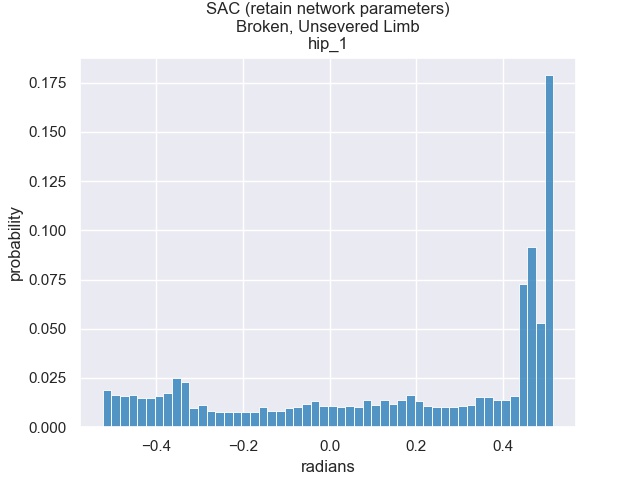 SAC (retain network parameters)
Broken, Unsevered Limb
hip_1
0.175
0.150
0.125
0.100
0.075
0.050
0.025
0.000
probability
−0.4
−0.2
0.0
0.2
0.4
radians